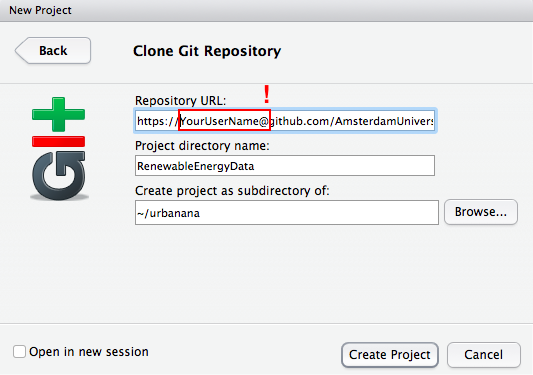 New Project
Back
Clone Git Repository
!
Repository URL:
https://YourUserName@github.com/AmsterdamUnivers
Project directory name:
RenewableEnergyData
Create project as subdirectory of:
~/urbanana
Browse...
Open in new session
Create Project
Cancel